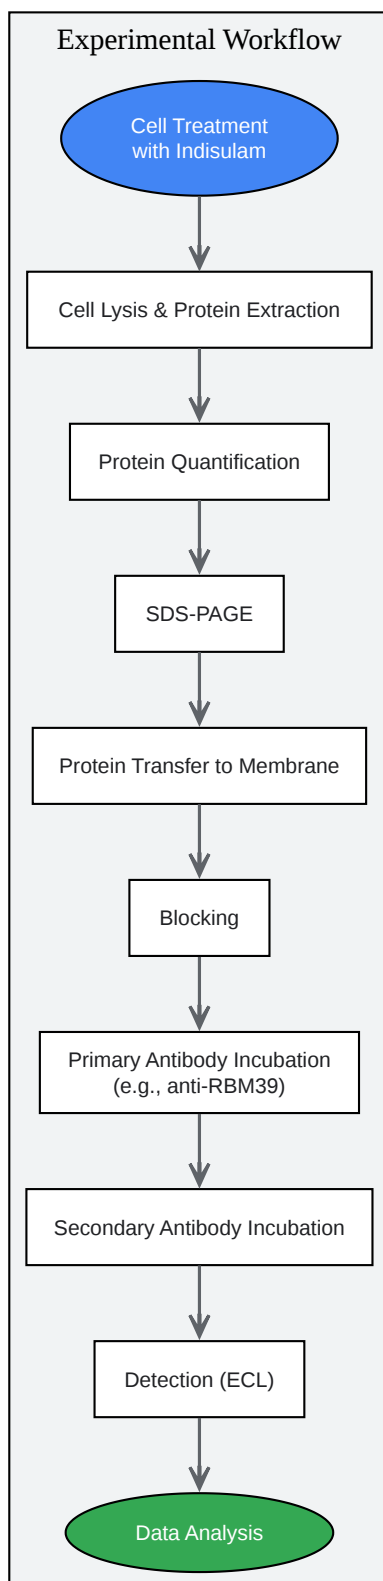 Experimental Workflow
Cell Treatment
with Indisulam
Cell Lysis & Protein Extraction
Protein Quantification
SDS-PAGE
Protein Transfer to Membrane
Blocking
Primary Antibody Incubation
(e.g., anti-RBM39)
Secondary Antibody Incubation
Detection (ECL)
Data Analysis